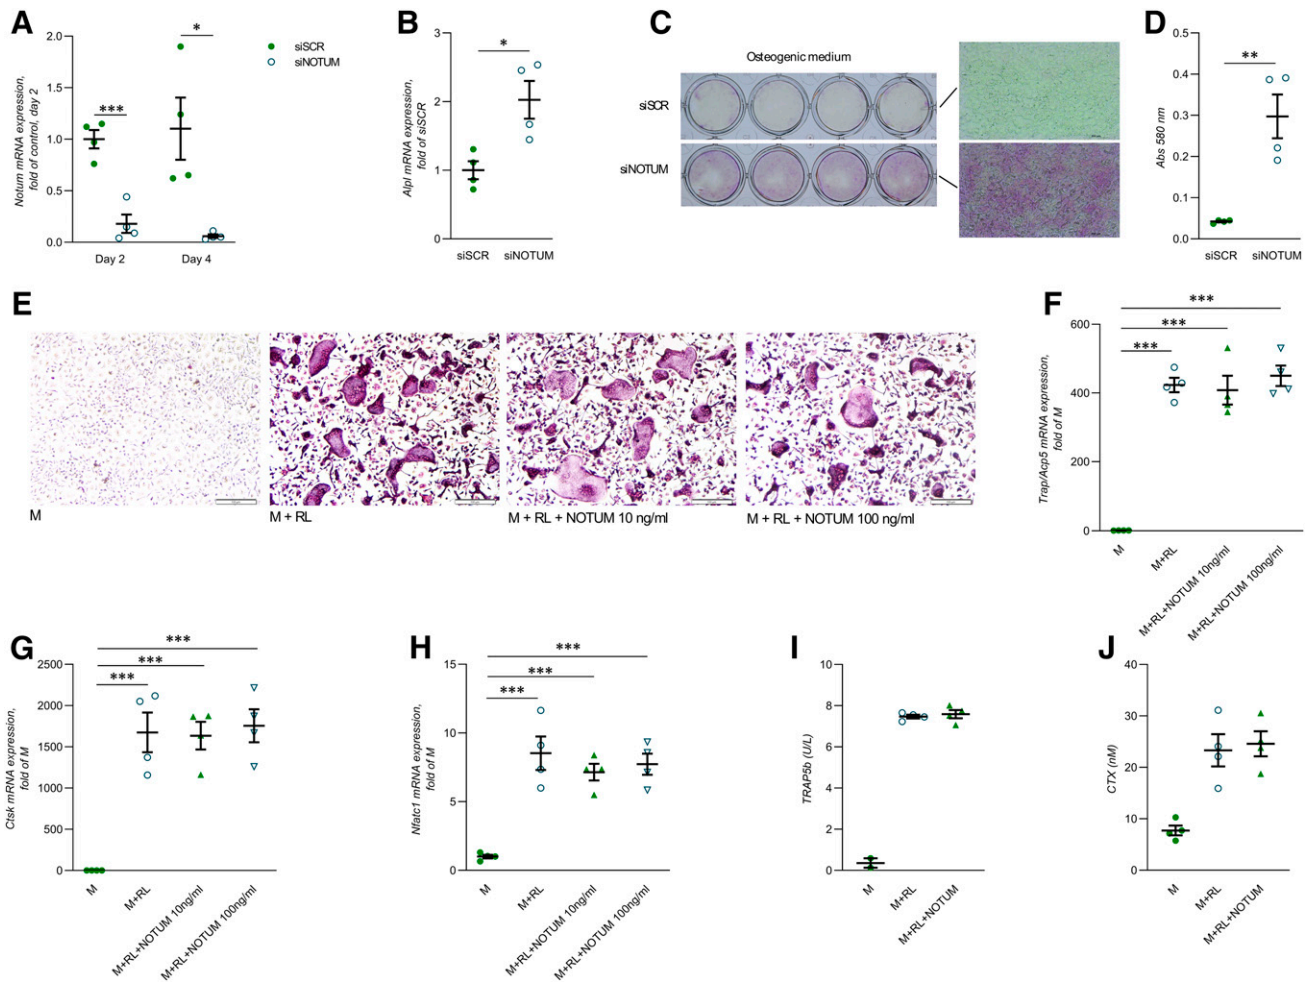 A
Notum mRNA expression,
fold of control, day 2
2.0
1.5
1.0
0.5
0.0
***
*
Day 2
Day 4
siSCR
siNOTUM
B
Alpl mRNA expression,
fold of siSCR
3
2
1
0
*
siSCR
siNOTUM
C
Osteogenic medium
siSCR
siNOTUM
D
Abs 580 nm
0.5
0.4
0.3
0.2
0.1
0.0
**
siSCR
siNOTUM
E
M
M + RL
M + RL + NOTUM 10 ng/ml
M + RL + NOTUM 100 ng/ml
F
Trap/Acp5 mRNA expression,
fold of M
600
400
200
0
***
***
***
M
M+RL
M+RL+NOTUM 10ng/ml
M+RL+NOTUM 100ng/ml
G
Ctsk mRNA expression,
fold of M
2500
2000
1500
1000
500
0
***
***
***
M
M+RL
M+RL+NOTUM 10ng/ml
M+RL+NOTUM 100ng/ml
H
Nfatc1 mRNA expression,
fold of M
15
10
5
0
***
***
***
M
M+RL
M+RL+NOTUM 10ng/ml
M+RL+NOTUM 100ng/ml
I
TRAP5b (U/L)
10
8
6
4
2
0
M
M+RL
M+RL+NOTUM
J
CTX (nM)
40
30
20
10
0
M
M+RL
M+RL+NOTUM